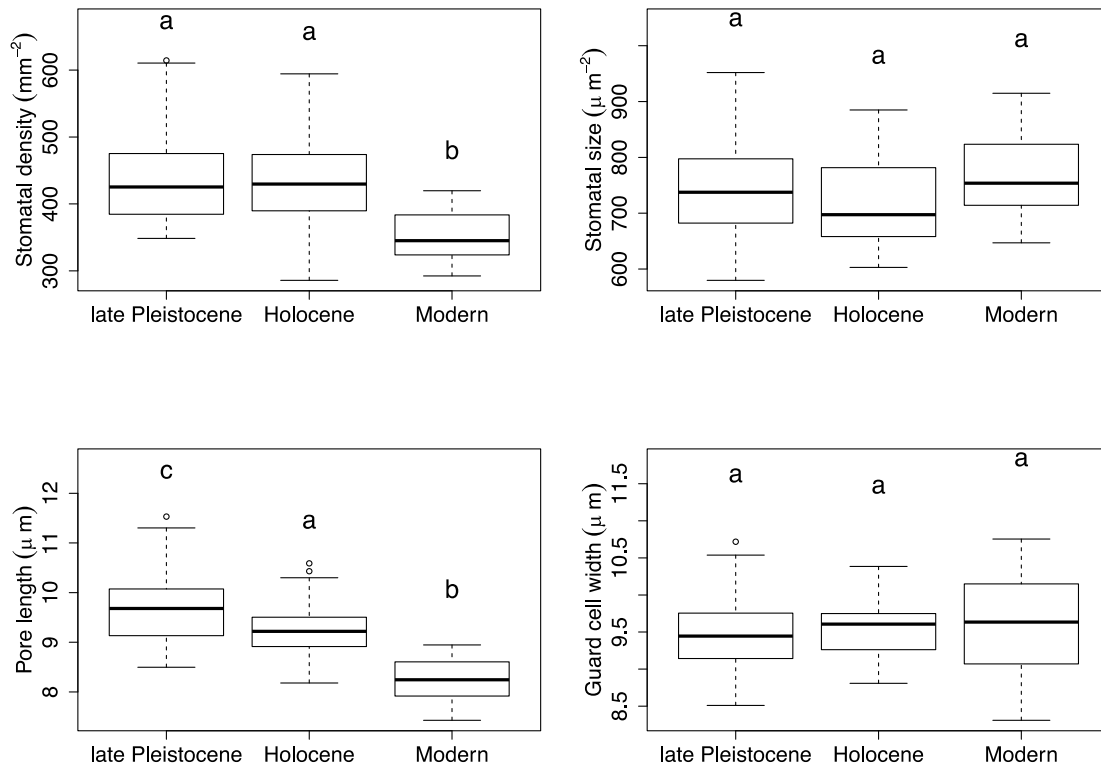 Stomatal density (mm⁻²)
600
500
400
300
a
a
b
late Pleistocene
Holocene
Modern
Stomatal size (μ m⁻²)
900
800
700
600
a
a
a
late Pleistocene
Holocene
Modern
Pore length (μ m)
12
11
10
9
8
c
a
b
late Pleistocene
Holocene
Modern
Guard cell width (μ m)
11.5
10.5
9.5
8.5
a
a
a
late Pleistocene
Holocene
Modern